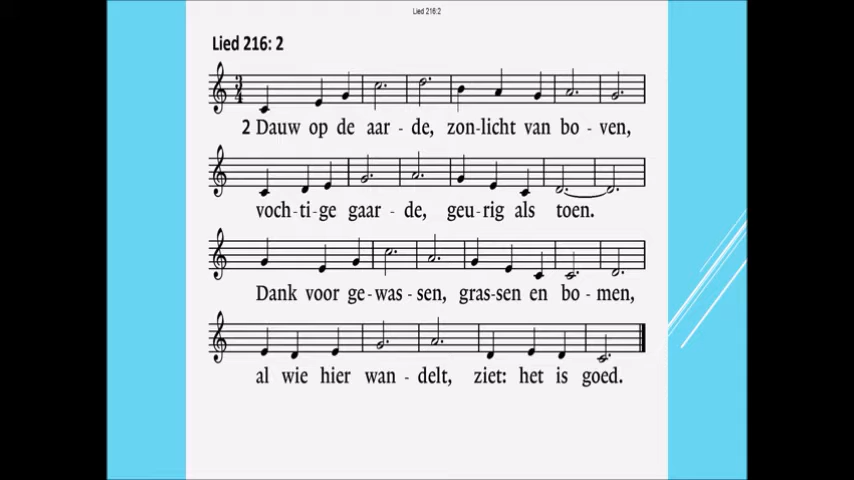 Lied 216:2
Lied 216: 2
2 Dauw op de aar - de, zon-licht van bo - ven,
voch-ti-ge gaar - de, geu-rig als toen.
Dank voor ge-was-sen, gras-sen en bo - men,
al wie hier wan - delt, ziet: het is goed.